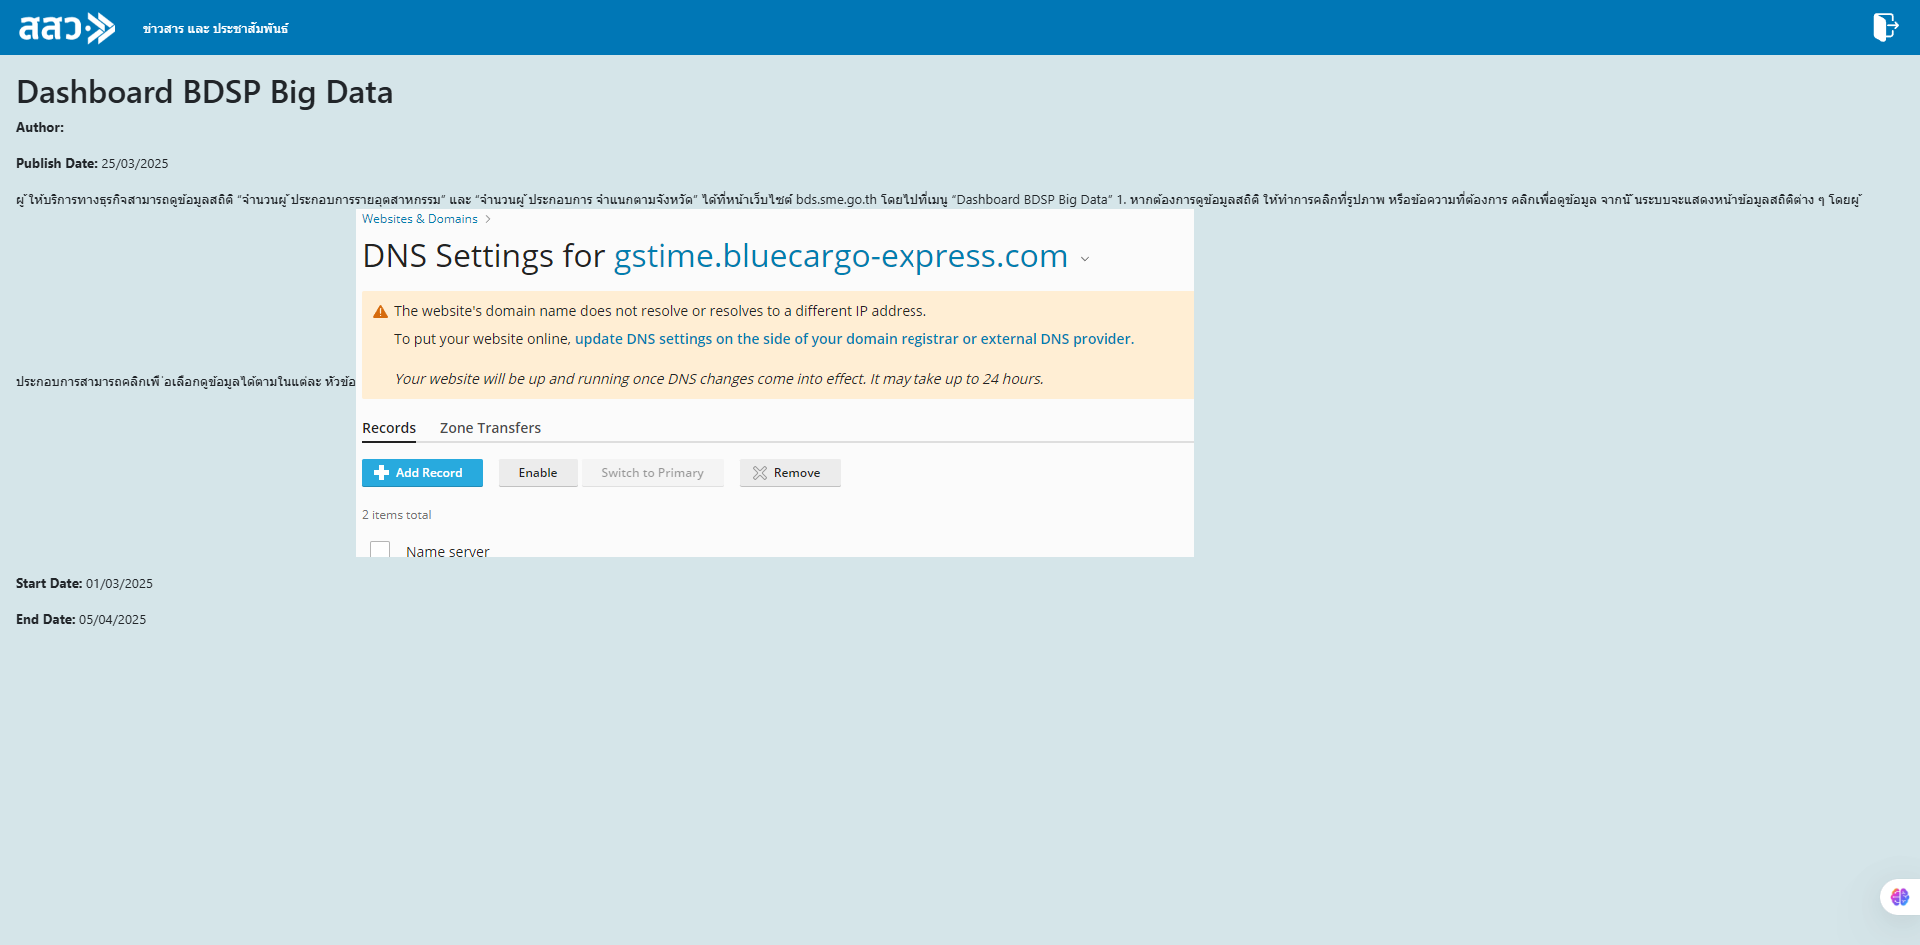 สสว
ข่าวสาร และ ประชาสัมพันธ์
Dashboard BDSP Big Data
Author:
Publish Date: 25/03/2025
ผู้ให้บริการทางธุรกิจสามารถดูข้อมูลสถิติ “จำนวนผู้ประกอบการรายอุตสาหกรรม” และ “จำนวนผู้ประกอบการ จำแนกตามจังหวัด” ได้ที่หน้าเว็บไซต์ bds.sme.go.th โดยไปที่เมนู “Dashboard BDSP Big Data” 1. หากต้องการดูข้อมูลสถิติ ให้ทำการคลิกที่รูปภาพ หรือข้อความที่ต้องการ คลิกเพื่อดูข้อมูล จากนั้นระบบจะแสดงหน้าข้อมูลสถิติต่าง ๆ โดยผู้
ประกอบการสามารถคลิกเพื่อเลือกดูข้อมูลได้ตามในแต่ละ หัวข้อ
Websites & Domains
DNS Settings for gstime.bluecargo-express.com
The website's domain name does not resolve or resolves to a different IP address.
To put your website online, update DNS settings on the side of your domain registrar or external DNS provider.
Your website will be up and running once DNS changes come into effect. It may take up to 24 hours.
Records Zone Transfers
Add Record Enable Switch to Primary Remove
2 items total
Name server
Start Date: 01/03/2025
End Date: 05/04/2025